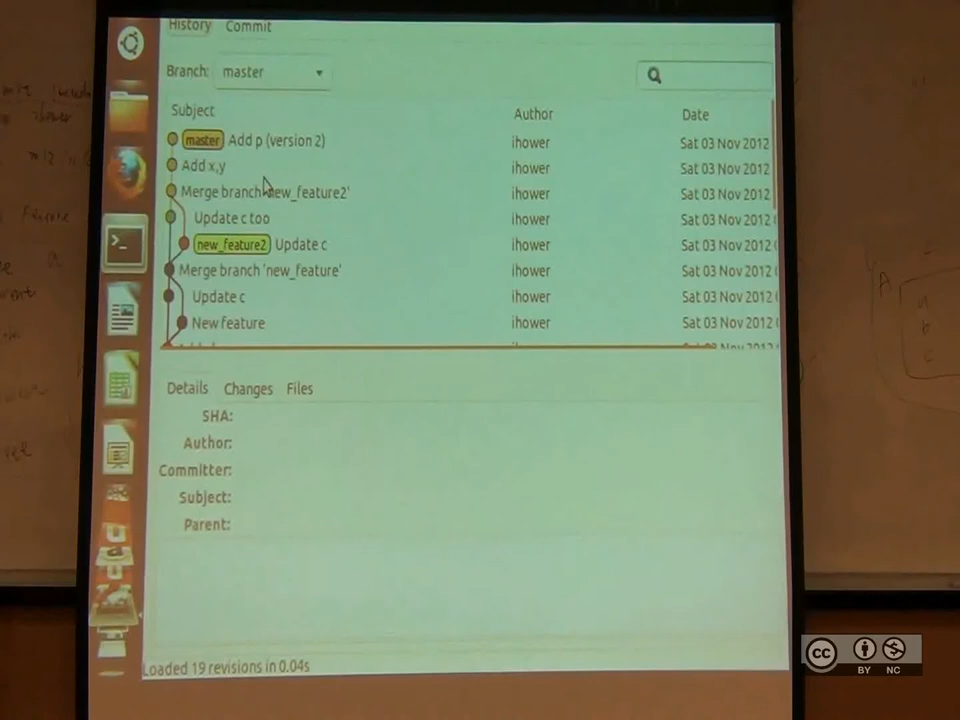 History Commit
Branch: master
Subject Author Date
master Add p (version 2) ihower Sat 03 Nov 2012
Add x,y ihower Sat 03 Nov 2012
Merge branch 'new_feature2' ihower Sat 03 Nov 2012
Update c too ihower Sat 03 Nov 2012
new_feature2 Update c ihower Sat 03 Nov 2012
Merge branch 'new_feature' ihower Sat 03 Nov 2012
Update c ihower Sat 03 Nov 2012
New feature ihower Sat 03 Nov 2012
Details Changes Files
SHA:
Author:
Committer:
Subject:
Parent:
Loaded 19 revisions in 0.04s
A
a
b
c
cc BY NC